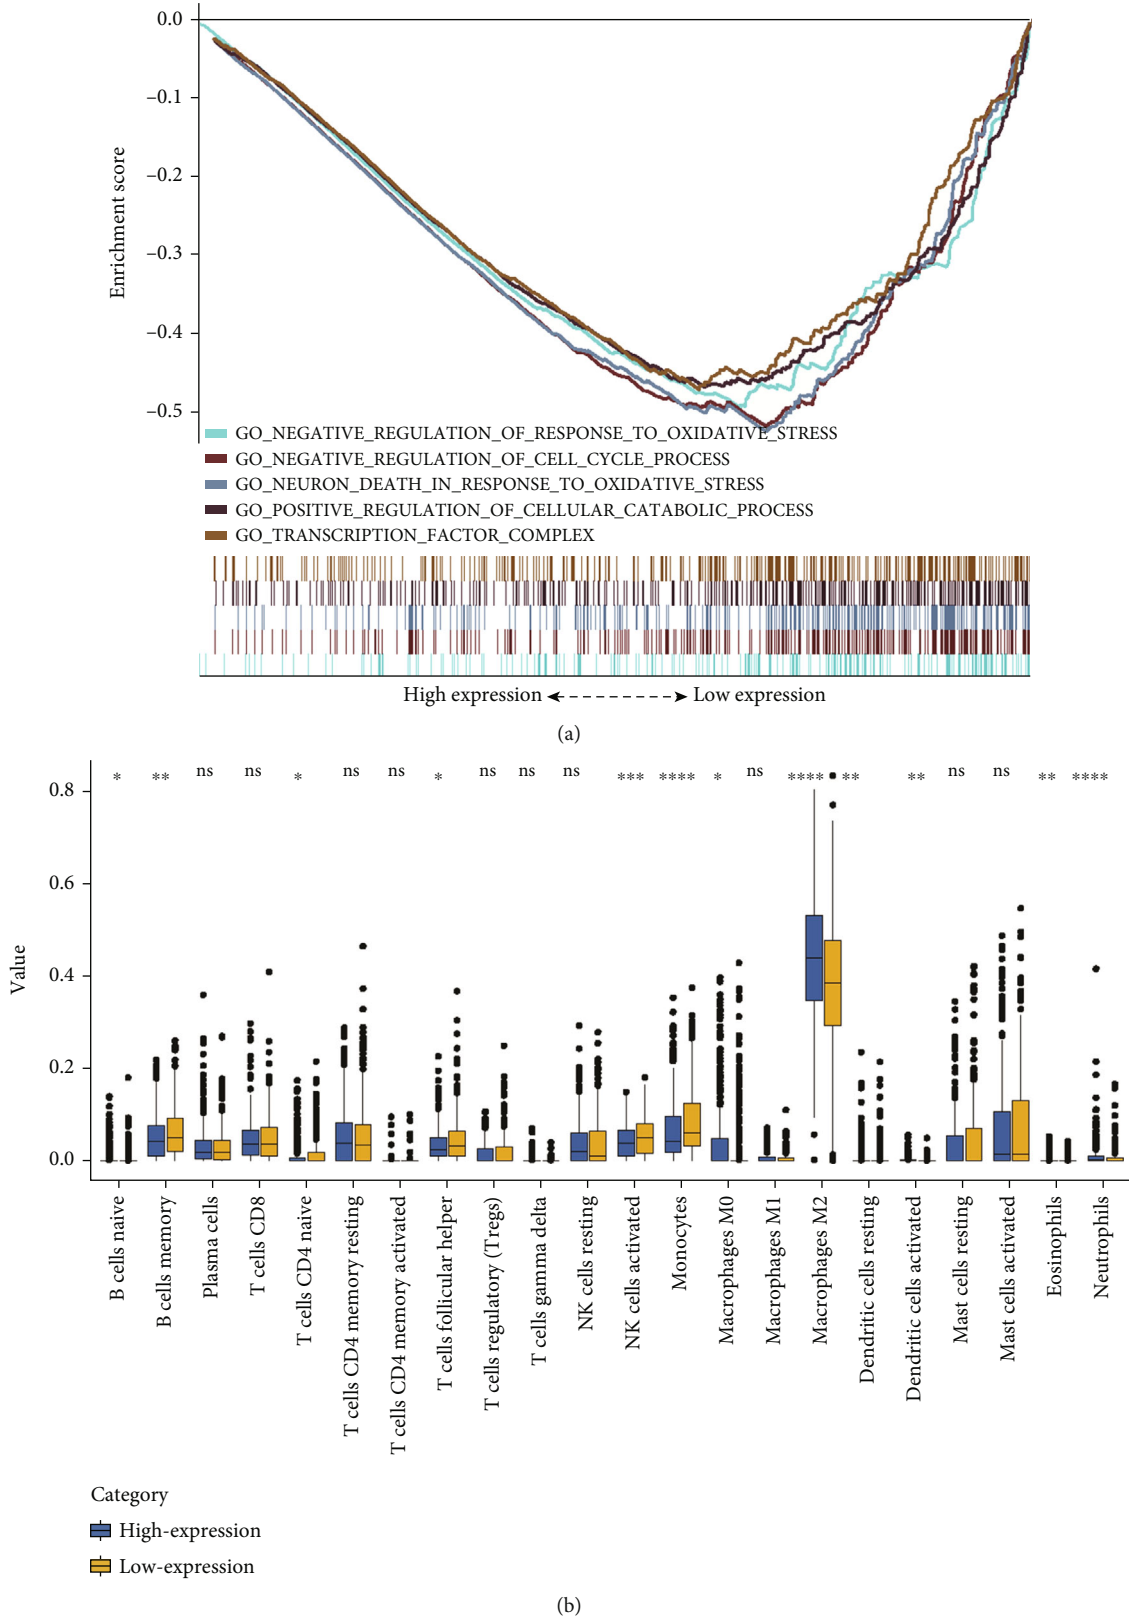 0.0
–0.1
–0.2
–0.3
–0.4
–0.5
Enrichment score
GO_NEGATIVE_REGULATION_OF_RESPONSE_TO_OXIDATIVE_STRESS
GO_NEGATIVE_REGULATION_OF_CELL_CYCLE_PROCESS
GO_NEURON_DEATH_IN_RESPONSE_TO_OXIDATIVE_STRESS
GO_POSITIVE_REGULATION_OF_CELLULAR_CATABOLIC_PROCESS
GO_TRANSCRIPTION_FACTOR_COMPLEX
High expression Low expression
(a)
* ** ns ns * ns ns * ns ns ns *** **** * ns **** ** ** ns ns ** ****
0.8
0.6
0.4
0.2
0.0
Value
B cells naive
B cells memory
Plasma cells
T cells CD8
T cells CD4 naive
T cells CD4 memory resting
T cells CD4 memory activated
T cells follicular helper
T cells regulatory (Tregs)
T cells gamma delta
NK cells resting
NK cells activated
Monocytes
Macrophages M0
Macrophages M1
Macrophages M2
Dendritic cells resting
Dendritic cells activated
Mast cells resting
Mast cells activated
Eosinophils
Neutrophils
Category
High-expression
Low-expression
(b)